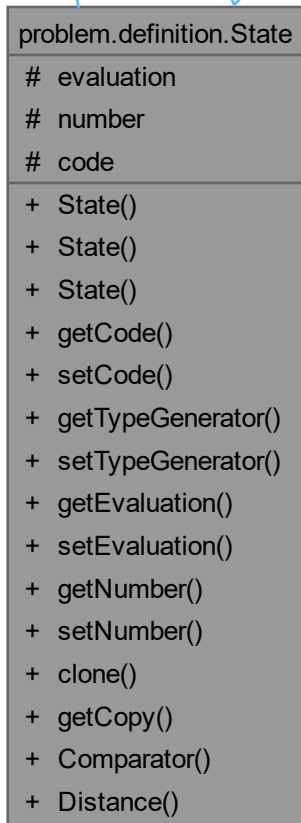 problem.definition.State
# evaluation
# number
# code
+ State()
+ State()
+ State()
+ getCode()
+ setCode()
+ getTypeGenerator()
+ setTypeGenerator()
+ getEvaluation()
+ setEvaluation()
+ getNumber()
+ setNumber()
+ clone()
+ getCopy()
+ Comparator()
+ Distance()